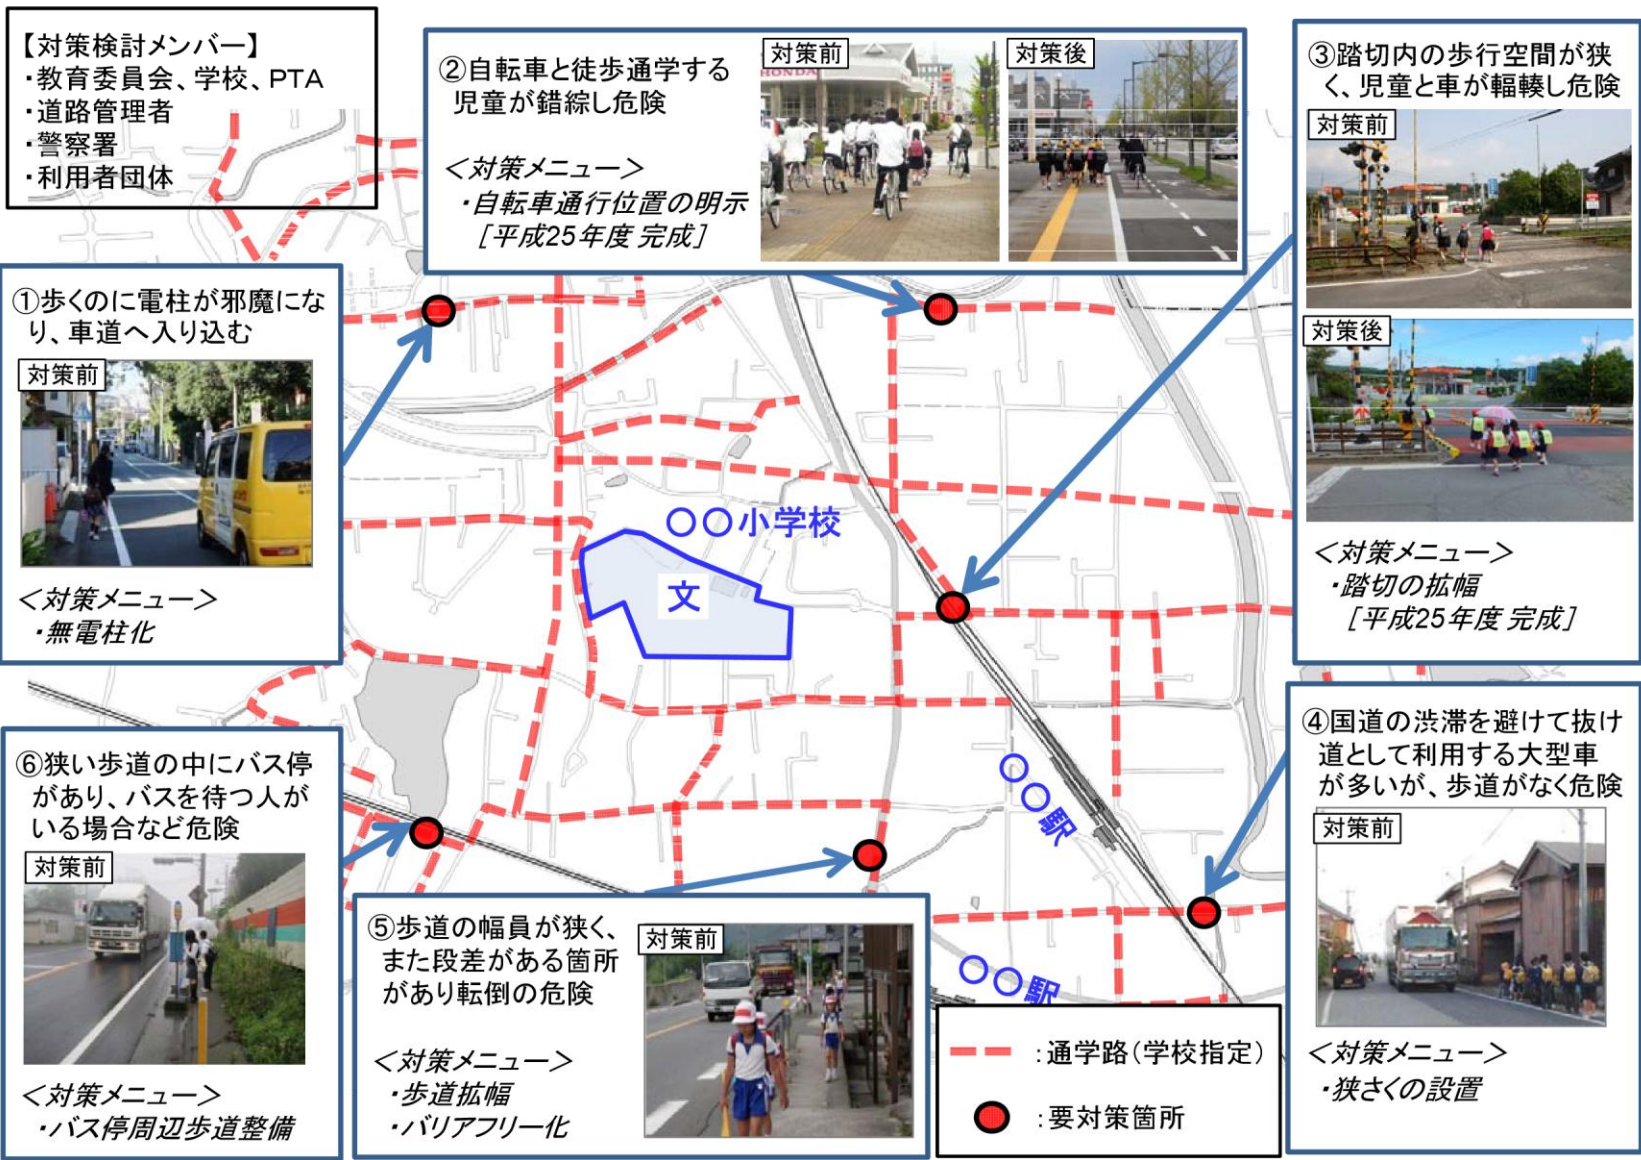 【対策検討メンバー】
・教育委員会、学校、PTA
・道路管理者
・警察署
・利用者団体
②自転車と徒歩通学する
児童が錯綜し危険
＜対策メニュー＞
・自転車通行位置の明示
［平成25年度 完成］
対策前
HONDA
対策後
③踏切内の歩行空間が狭
く、児童と車が輻輳し危険
対策前
対策後
＜対策メニュー＞
・踏切の拡幅
［平成25年度 完成］
①歩くのに電柱が邪魔にな
り、車道へ入り込む
対策前
＜対策メニュー＞
・無電柱化
〇〇小学校
文
〇〇駅
〇〇駅
④国道の渋滞を避けて抜け
道として利用する大型車
が多いが、歩道がなく危険
対策前
＜対策メニュー＞
・狭さくの設置
⑥狭い歩道の中にバス停
があり、バスを待つ人が
いる場合など危険
対策前
＜対策メニュー＞
・バス停周辺歩道整備
⑤歩道の幅員が狭く、
また段差がある箇所
があり転倒の危険
＜対策メニュー＞
・歩道拡幅
・バリアフリー化
対策前
：通学路（学校指定）
：要対策箇所